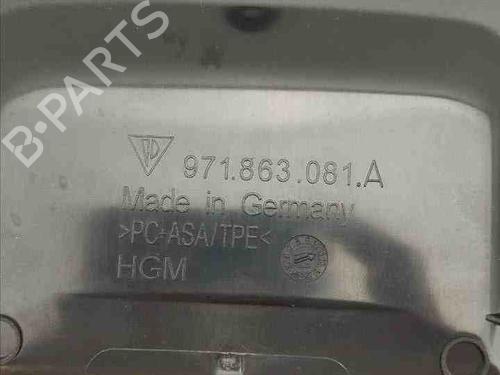 B-PARTS
971.863.081.A
Made in Germany
>PC+ASA/TPE<
HGM